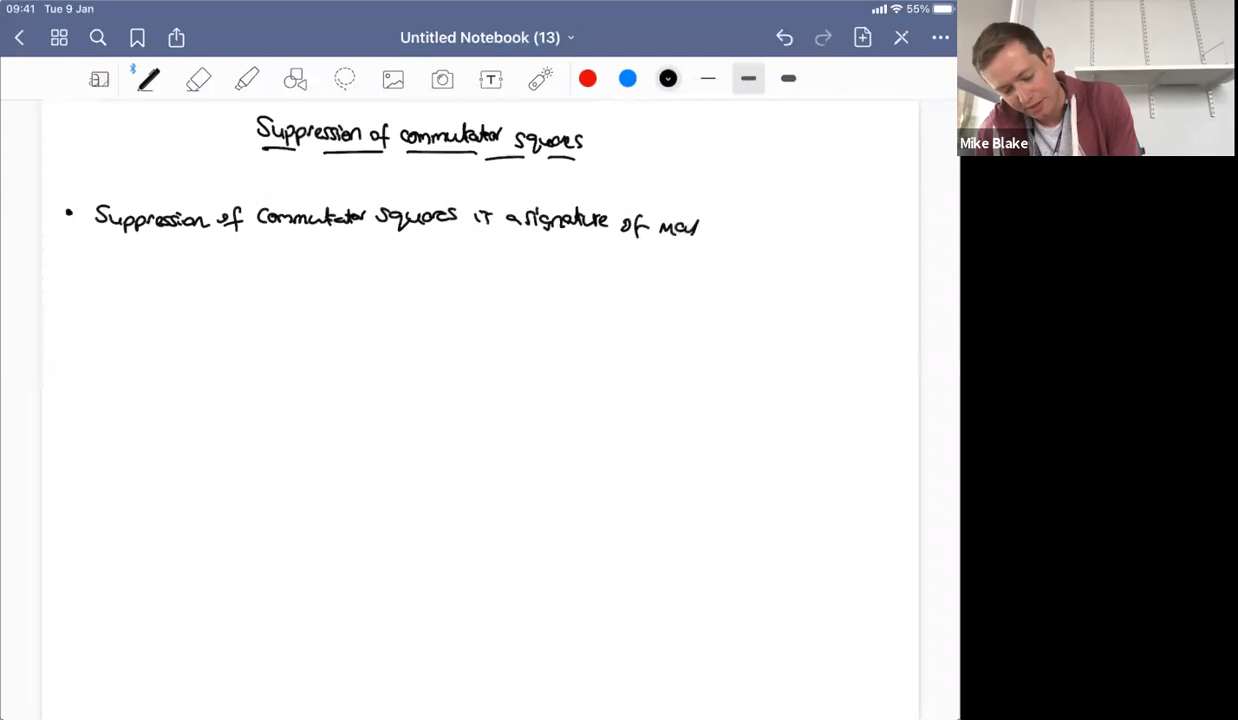 09:41 Tue 9 Jan
55%
Untitled Notebook (13)
T
Mike Blake
Suppression of commutator squares
• Suppression of commutator squares is a signature of